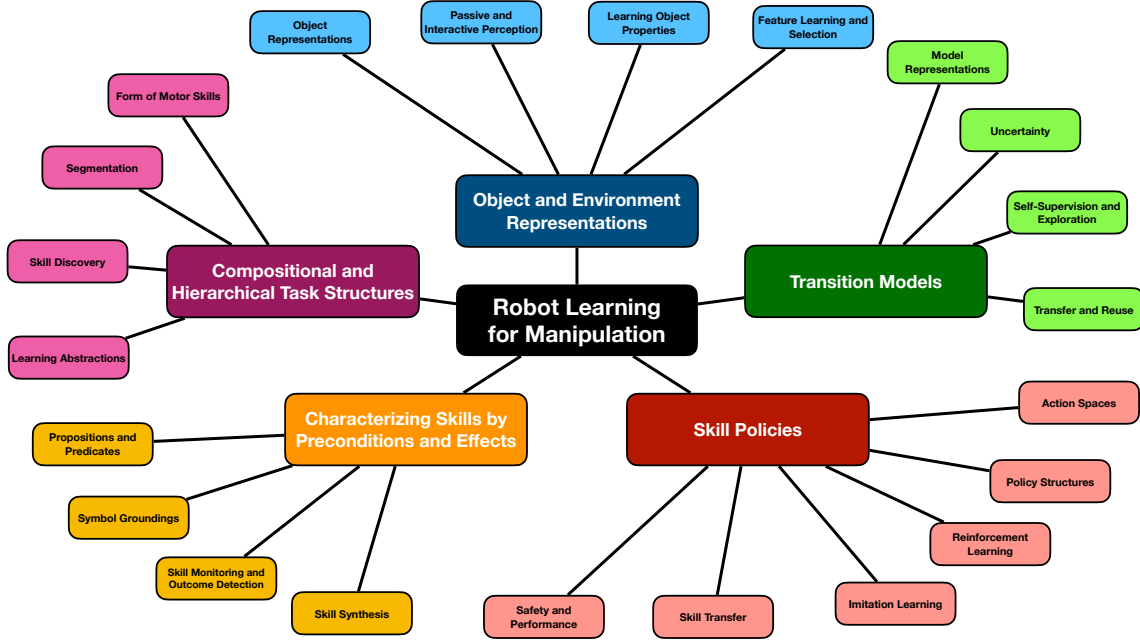 Object
Representations
Passive and
Interactive Perception
Learning Object
Properties
Feature Learning and
Selection
Model
Representations
Form of Motor Skills
Uncertainty
Segmentation
Object and Environment
Representations
Self-Supervision and
Exploration
Skill Discovery
Compositional and
Hierarchical Task Structures
Transition Models
Robot Learning
for Manipulation
Transfer and Reuse
Learning Abstractions
Action Spaces
Characterizing Skills by
Preconditions and Effects
Skill Policies
Propositions and
Predicates
Policy Structures
Symbol Groundings
Reinforcement
Learning
Skill Monitoring and
Outcome Detection
Imitation Learning
Skill Synthesis
Safety and
Performance
Skill Transfer